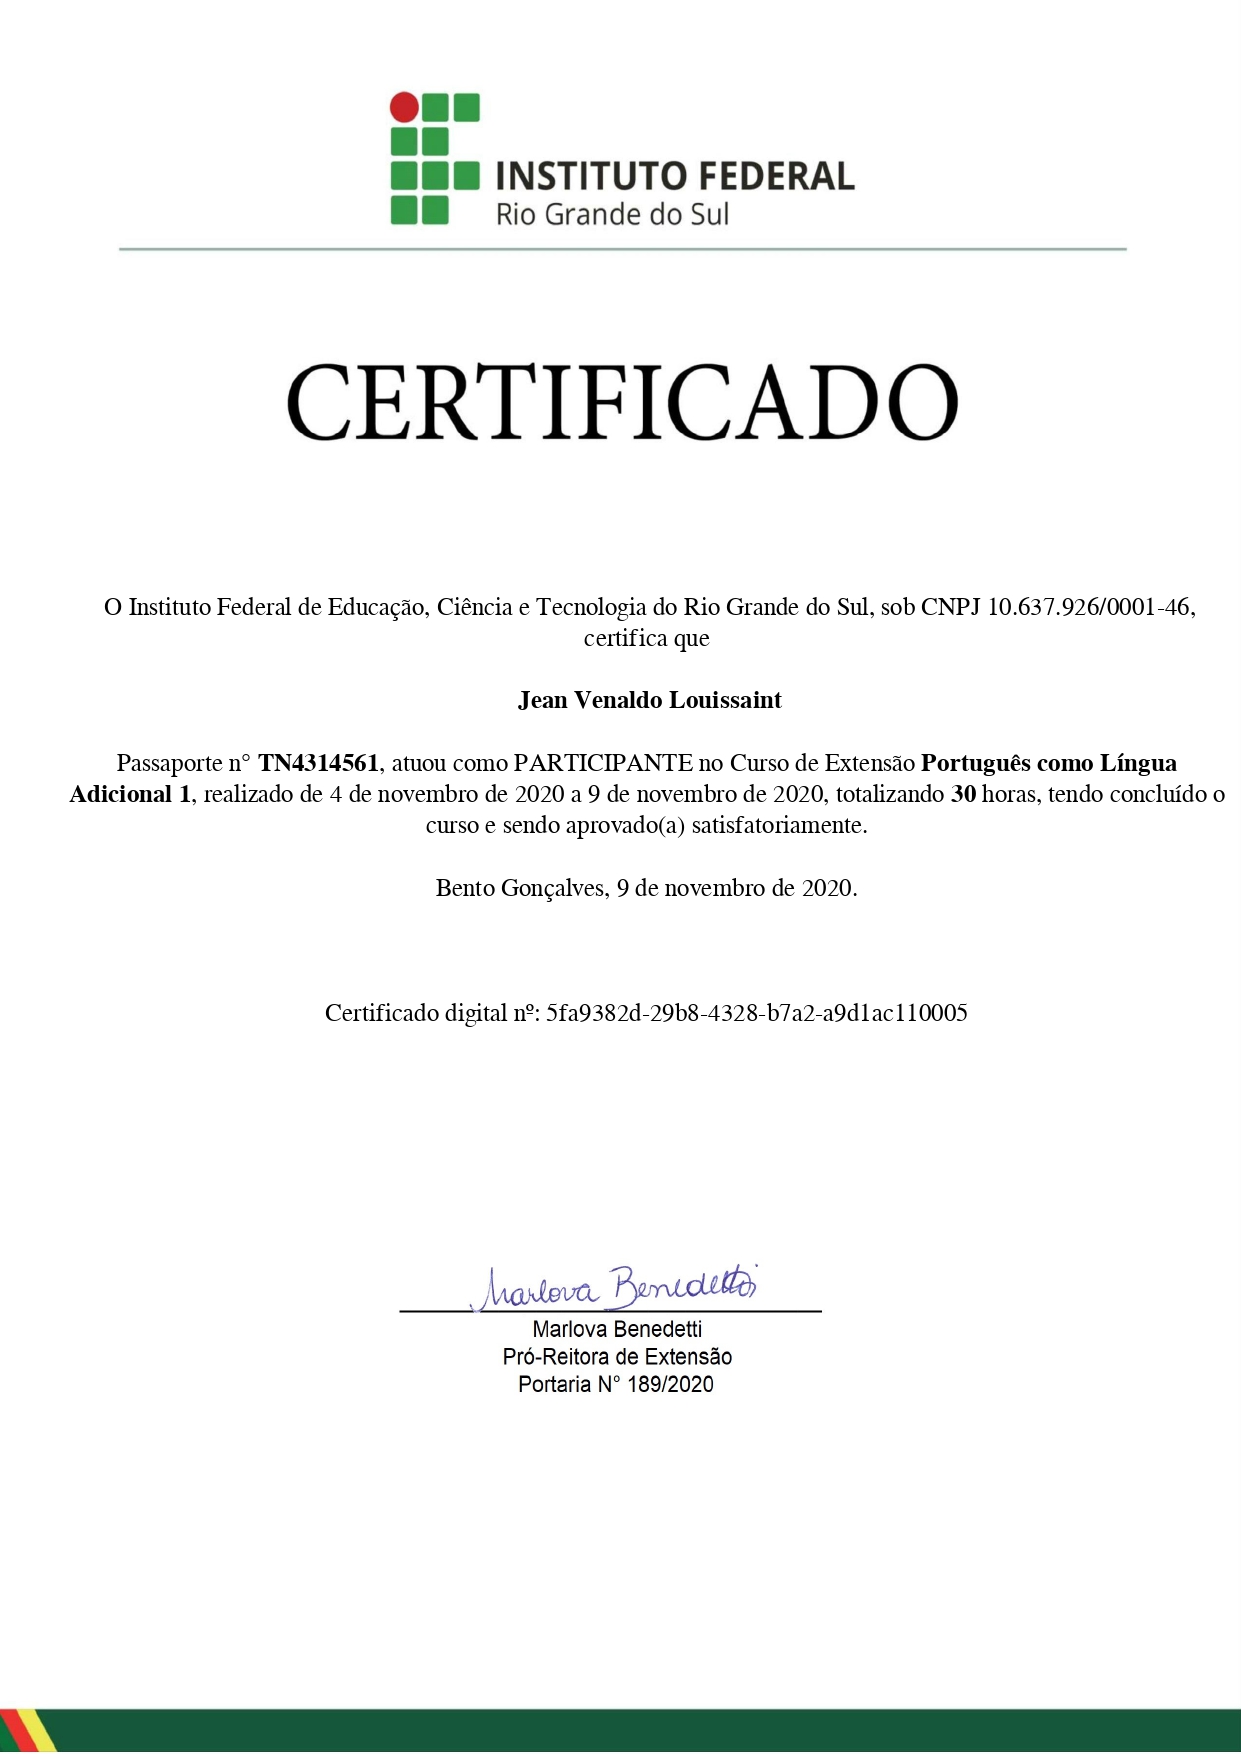 INSTITUTO FEDERAL
Rio Grande do Sul
CERTIFICADO
O Instituto Federal de Educação, Ciência e Tecnologia do Rio Grande do Sul, sob CNPJ 10.637.926/0001-46,
certifica que
Jean Venaldo Louissaint
Passaporte n° TN4314561, atuou como PARTICIPANTE no Curso de Extensão Português como Língua
Adicional 1, realizado de 4 de novembro de 2020 a 9 de novembro de 2020, totalizando 30 horas, tendo concluído o
curso e sendo aprovado(a) satisfatoriamente.
Bento Gonçalves, 9 de novembro de 2020.
Certificado digital nº: 5fa9382d-29b8-4328-b7a2-a9d1ac110005
Marlova Benedetti
Marlova Benedetti
Pró-Reitora de Extensão
Portaria N° 189/2020